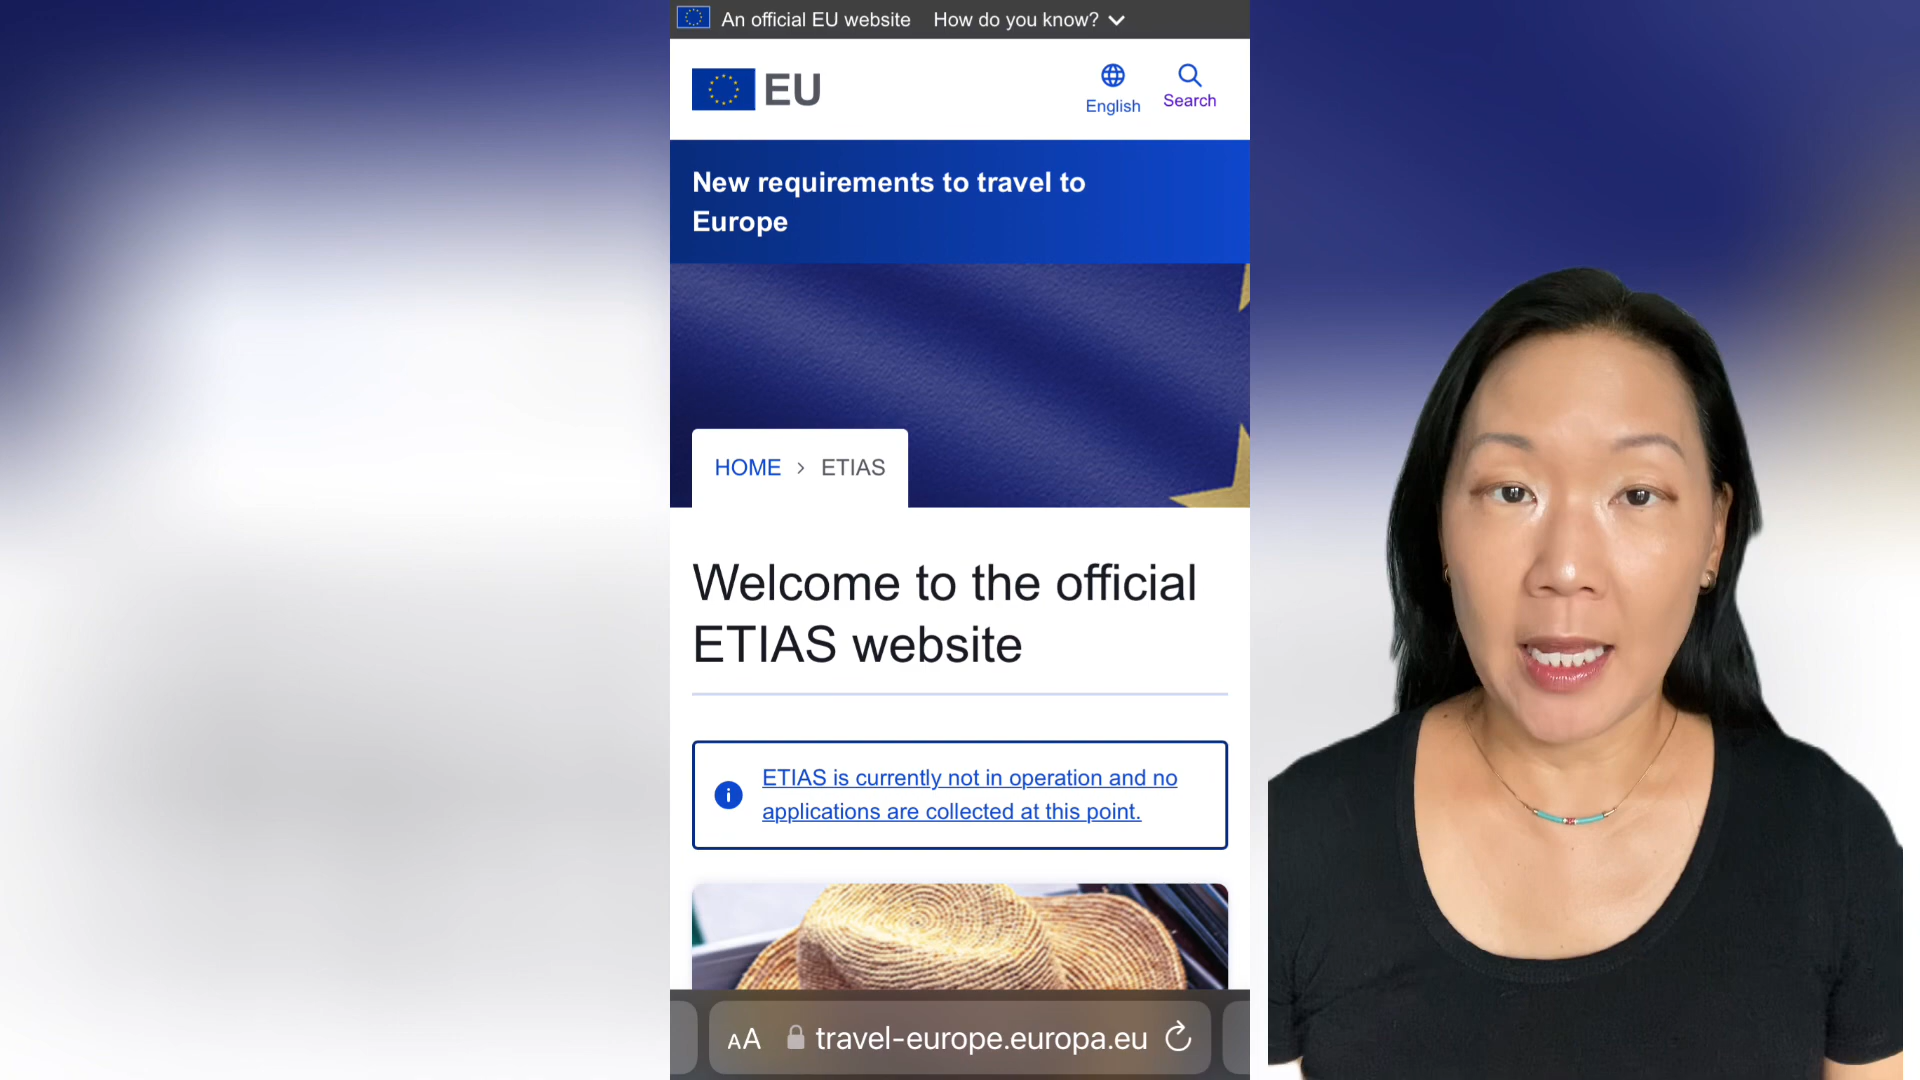 An official EU website How do you know?
EU
English
Search
New requirements to travel to
Europe
HOME > ETIAS
Welcome to the official
ETIAS website
ETIAS is currently not in operation and no
applications are collected at this point.
AA travel-europe.europa.eu